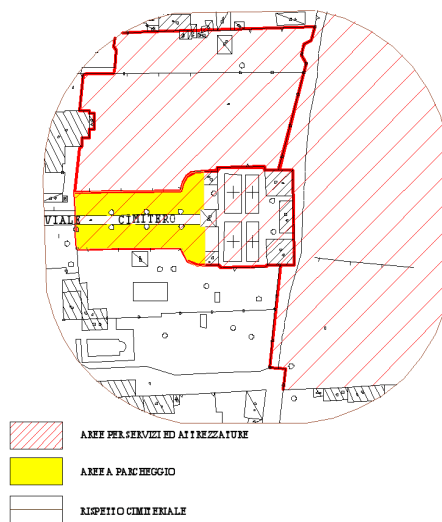 VIALE CIMITERO
AREE PER SERVIZI ED ATTREZZATURE
AREE A PARCHEGGIO
RISPETTO CIMITERIALE